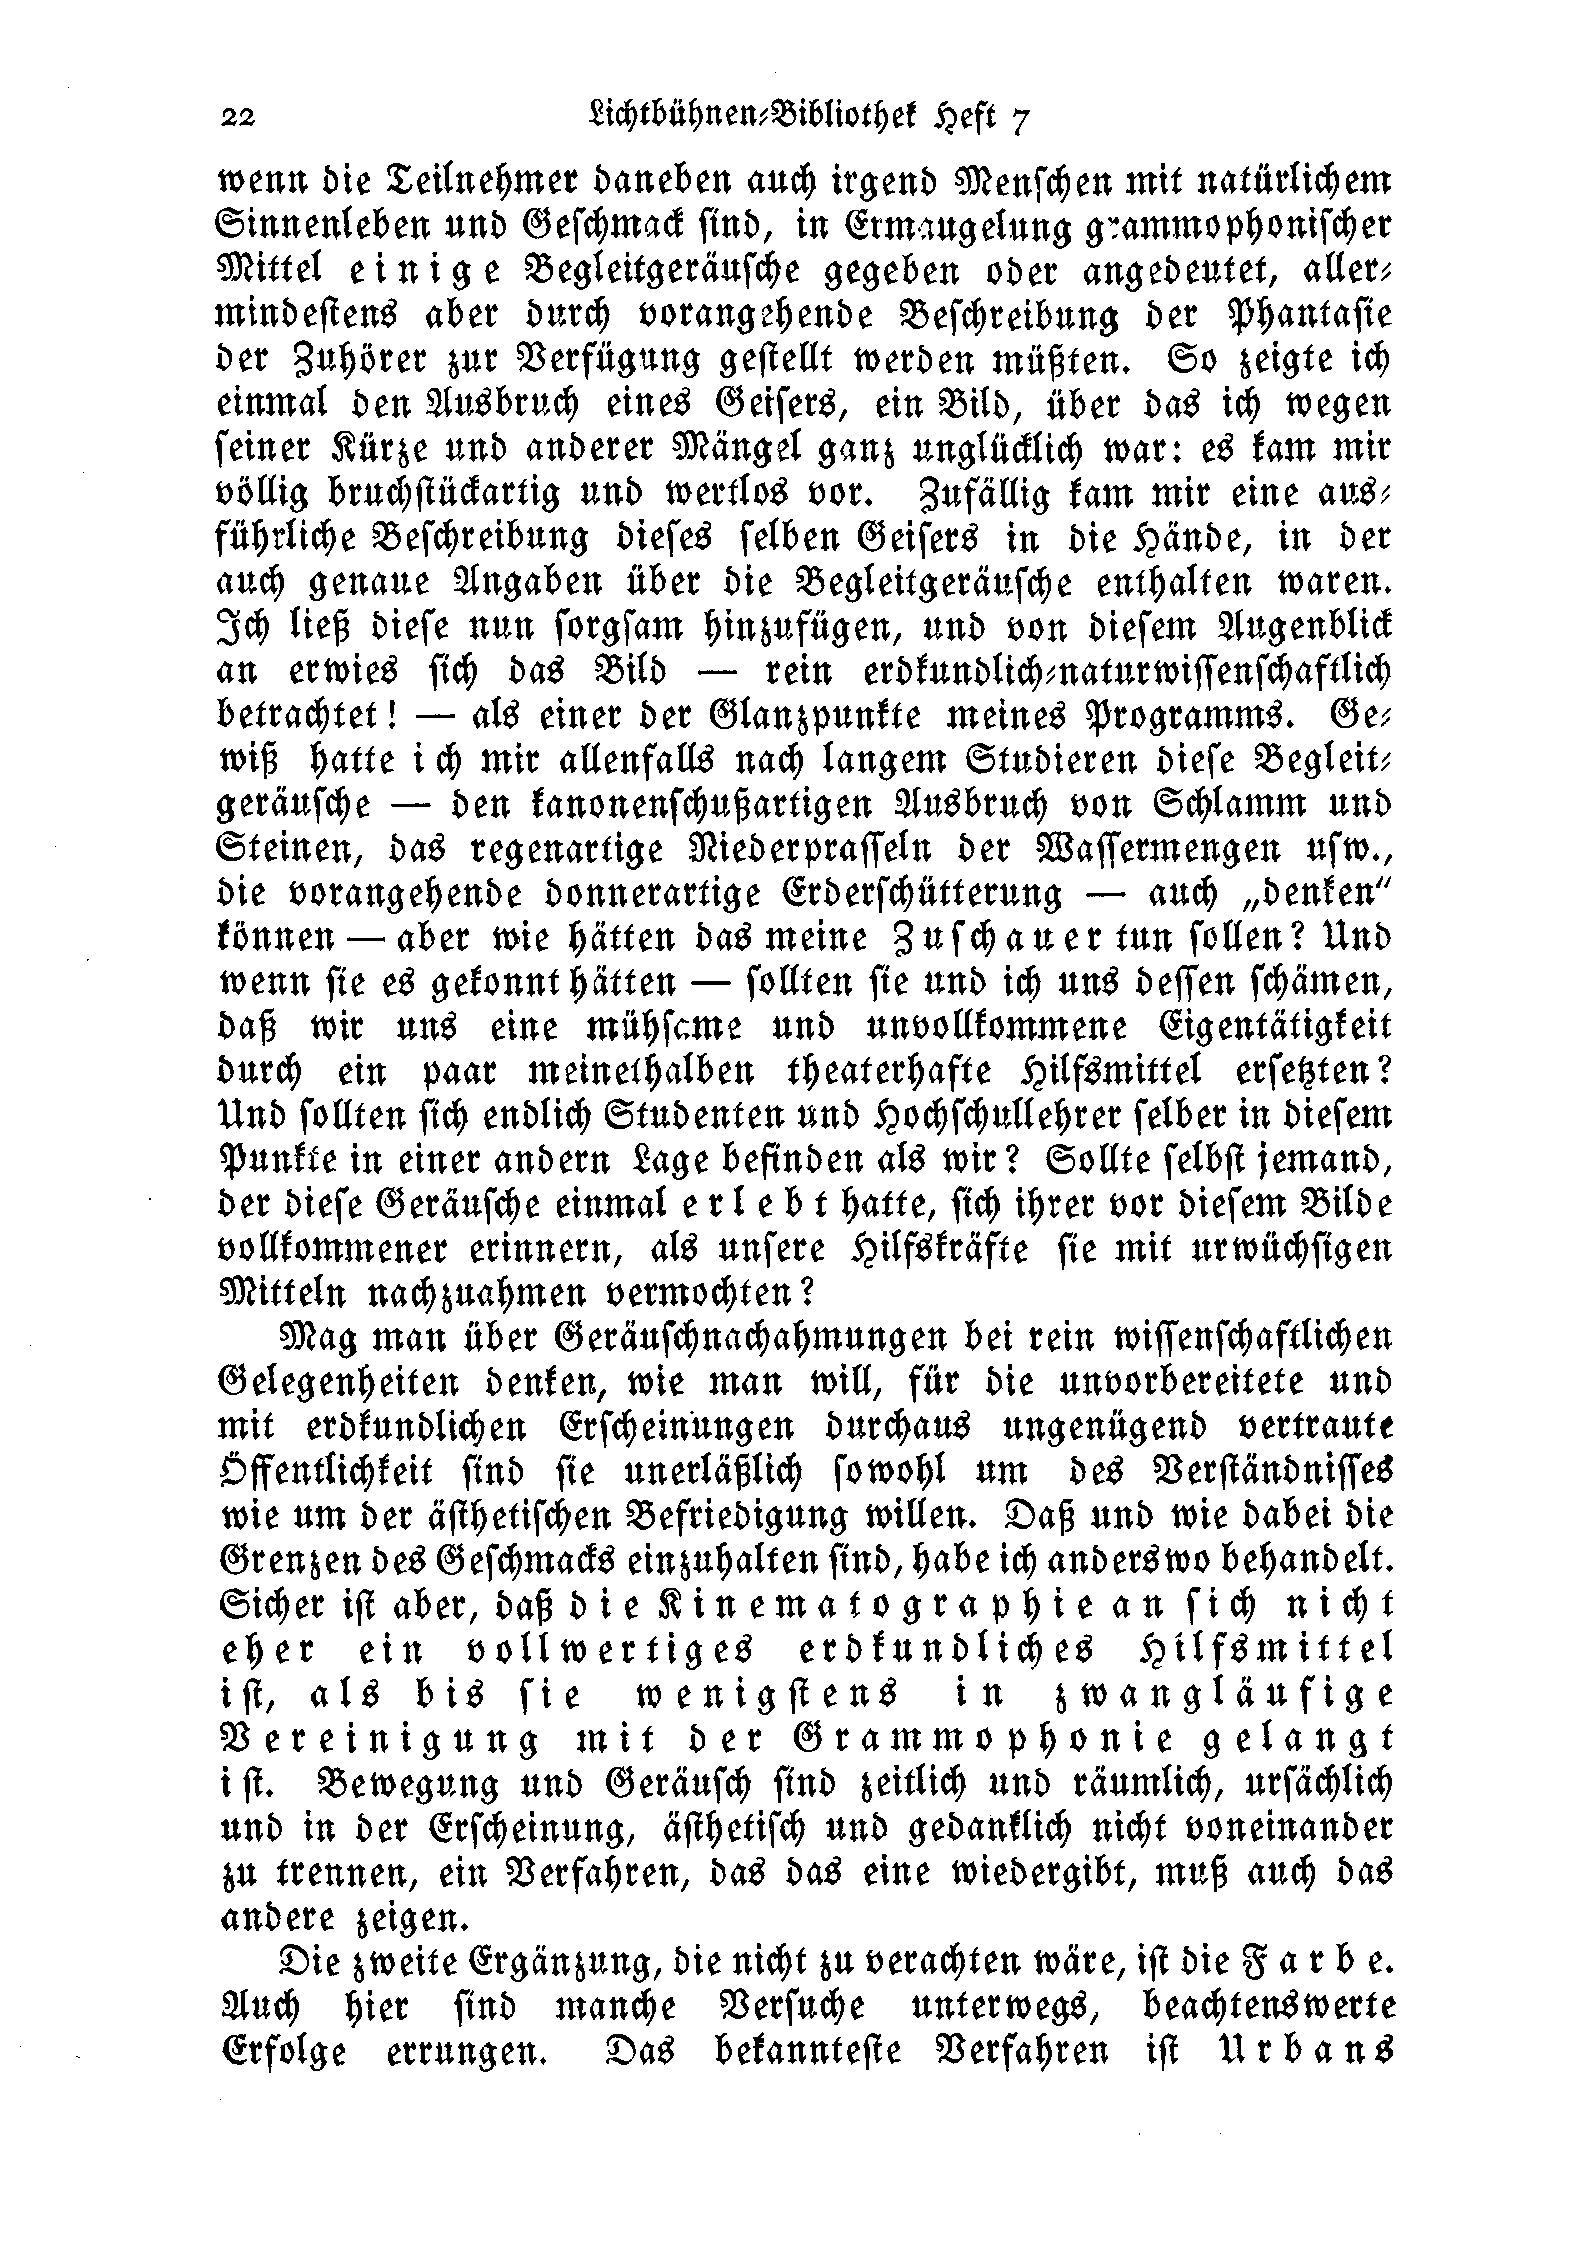 22 Lichtbühnen-Bibliothek Heft 7
wenn die Teilnehmer daneben auch irgend Menschen mit natürlichem
Sinnenleben und Geschmack sind, in Ermaugelung grammophonischer
Mittel einige Begleitgeräusche gegeben oder angedeutet, aller-
mindestens aber durch vorangehende Beschreibung der Phantasie
der Zuhörer zur Verfügung gestellt werden müßten. So zeigte ich
einmal den Ausbruch eines Geisers, ein Bild, über das ich wegen
seiner Kürze und anderer Mängel ganz unglücklich war: es kam mir
völlig bruchstückartig und wertlos vor. Zufällig kam mir eine aus-
führliche Beschreibung dieses selben Geisers in die Hände, in der
auch genaue Angaben über die Begleitgeräusche enthalten waren.
Ich ließ diese nun sorgsam hinzufügen, und von diesem Augenblick
an erwies sich das Bild — rein erdkundlich-naturwissenschaftlich
betrachtet! — als einer der Glanzpunkte meines Programms. Ge-
wiß hatte ich mir allenfalls nach langem Studieren diese Begleit-
geräusche — den kanonenschußartigen Ausbruch von Schlamm und
Steinen, das regenartige Niederprasseln der Wassermengen usw.,
die vorangehende donnerartige Erderschütterung — auch „denken“
können — aber wie hätten das meine Zuschauer tun sollen? Und
wenn sie es gekonnt hätten — sollten sie und ich uns dessen schämen,
daß wir uns eine mühsame und unvollkommene Eigentätigkeit
durch ein paar meinethalben theaterhafte Hilfsmittel ersetzten?
Und sollten sich endlich Studenten und Hochschullehrer selber in diesem
Punkte in einer andern Lage befinden als wir? Sollte selbst jemand,
der diese Geräusche einmal erlebt hatte, sich ihrer vor diesem Bilde
vollkommener erinnern, als unsere Hilfskräfte sie mit urwüchsigen
Mitteln nachzuahmen vermochten?
Mag man über Geräuschnachahmungen bei rein wissenschaftlichen
Gelegenheiten denken, wie man will, für die unvorbereitete und
mit erdkundlichen Erscheinungen durchaus ungenügend vertraute
Öffentlichkeit sind sie unerläßlich sowohl um des Verständnisses
wie um der ästhetischen Befriedigung willen. Daß und wie dabei die
Grenzen des Geschmacks einzuhalten sind, habe ich anderswo behandelt.
Sicher ist aber, daß die Kinematographie an sich nicht
eher ein vollwertiges erdkundliches Hilfsmittel
ist, als bis sie wenigstens in zwangläufige
Vereinigung mit der Grammophonie gelangt
ist. Bewegung und Geräusch sind zeitlich und räumlich, ursächlich
und in der Erscheinung, ästhetisch und gedanklich nicht voneinander
zu trennen, ein Verfahren, das das eine wiedergibt, muß auch das
andere zeigen.
Die zweite Ergänzung, die nicht zu verachten wäre, ist die Farbe.
Auch hier sind manche Versuche unterwegs, beachtenswerte
Erfolge errungen. Das bekannteste Verfahren ist Urbans